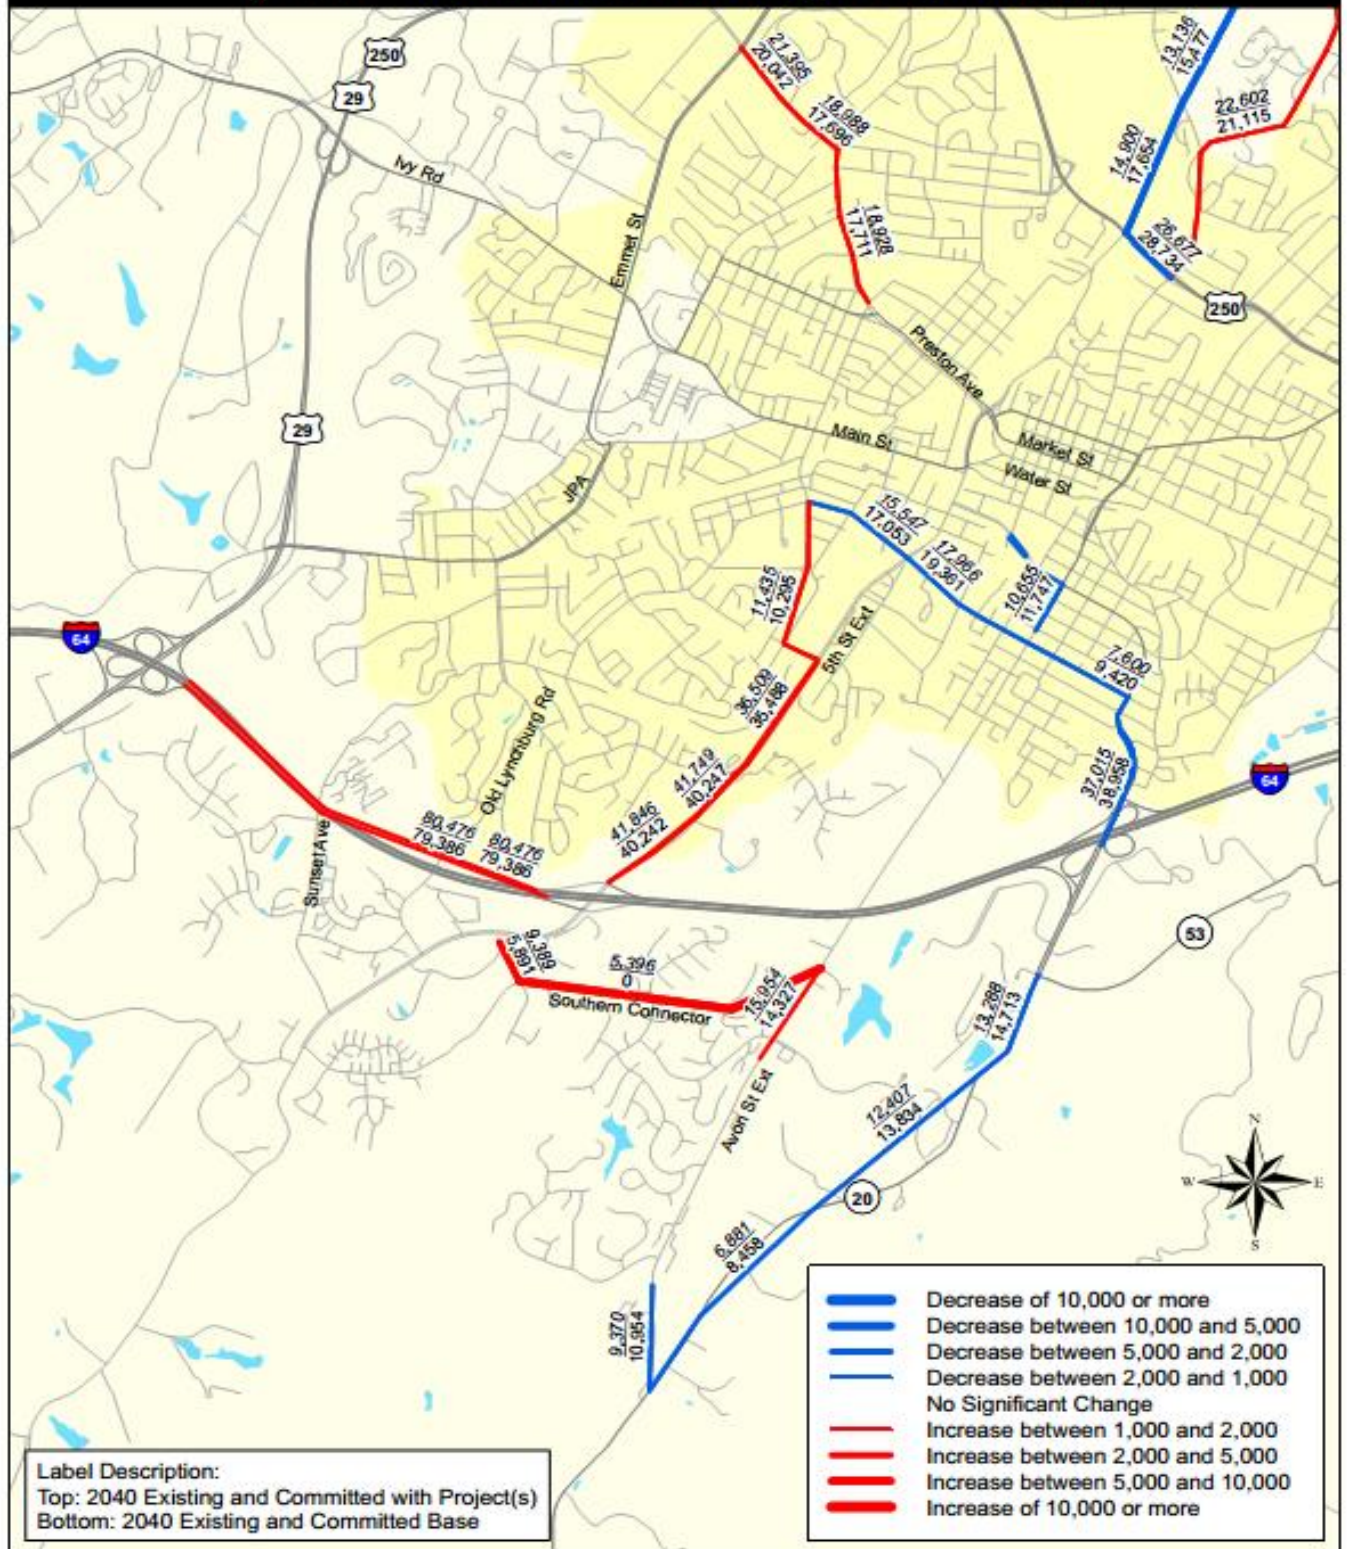 13,136
15,477
21,395
20,042
250
29
22,602
21,115
18,988
17,696
14,900
17,654
Ivy Rd
18,928
17,711
Emmet St
26,677
28,734
250
Preston Ave
29
Main St
Market St
Water St
JPA
15,547
17,053
17,966
19,361
11,435
10,295
10,655
11,747
64
5th St Ext
7,600
9,420
36,509
35,488
Old Lynchburg Rd
41,749
40,247
37,015
38,958
64
41,846
40,242
80,476
79,386
80,476
79,386
Sunset Ave
53
9,389
5,891
5,396
0
Southern Connector
15,954
14,327
13,288
14,713
Avon St Ext
12,407
13,834
N
W
E
S
20
6,881
8,458
9,370
10,954
Decrease of 10,000 or more
Decrease between 10,000 and 5,000
Decrease between 5,000 and 2,000
Decrease between 2,000 and 1,000
No Significant Change
Increase between 1,000 and 2,000
Increase between 2,000 and 5,000
Increase between 5,000 and 10,000
Increase of 10,000 or more
Label Description:
Top: 2040 Existing and Committed with Project(s)
Bottom: 2040 Existing and Committed Base